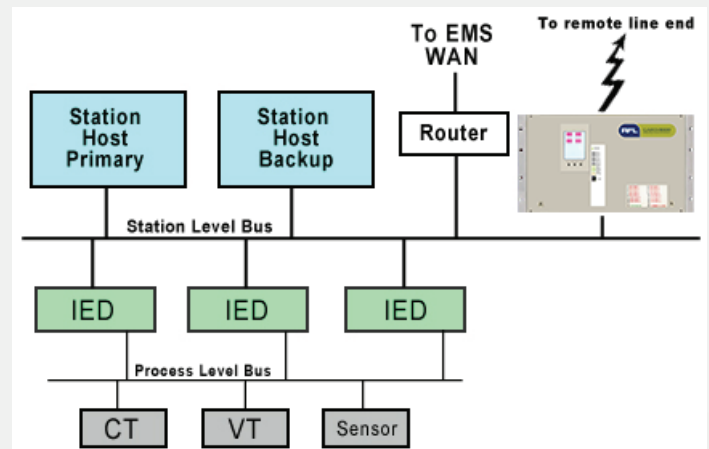 To EMS
WAN
To remote line end
Station
Host
Primary
Station
Host
Backup
Router
RFL
Station Level Bus
IED
IED
IED
Process Level Bus
CT
VT
Sensor